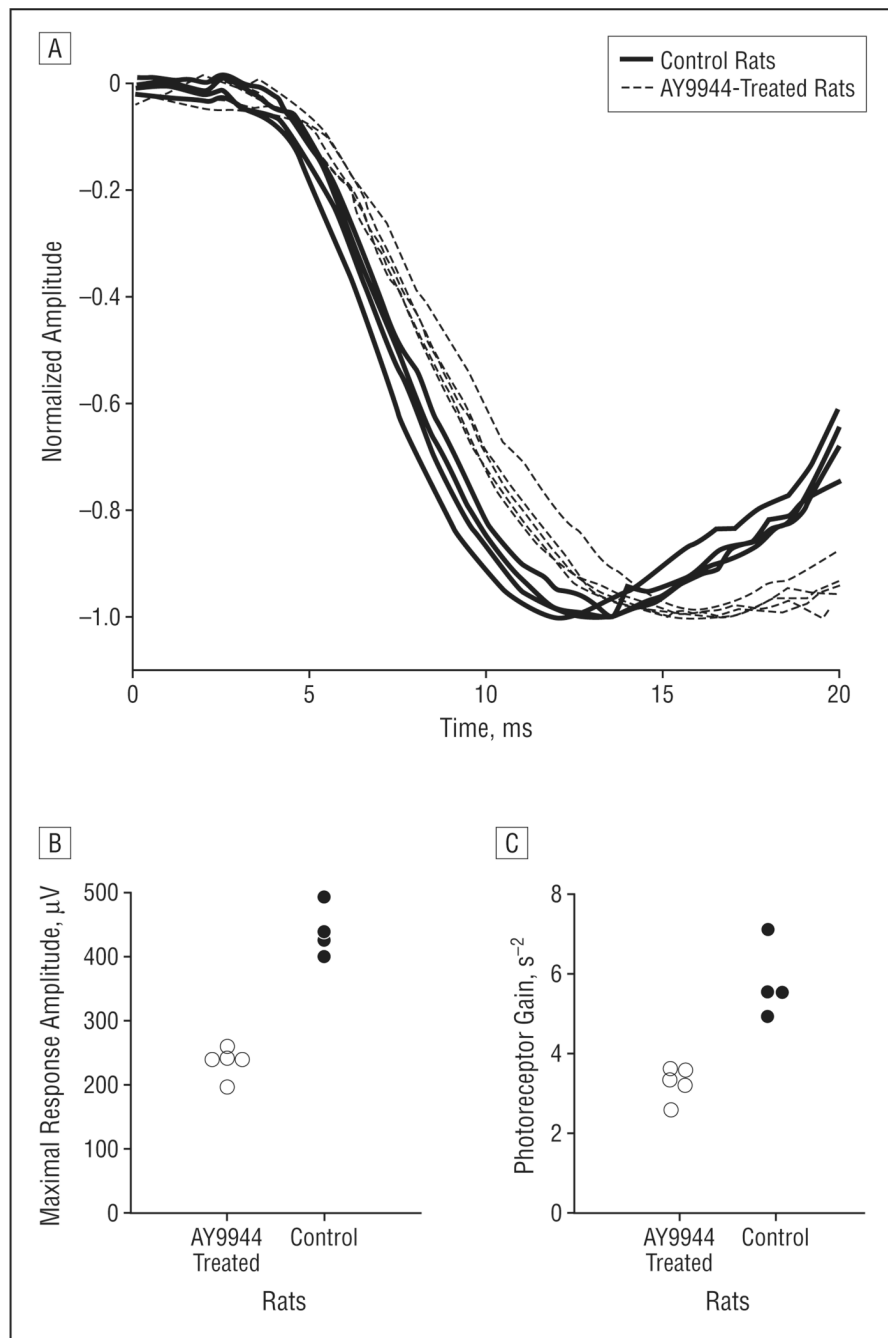 A
Control Rats
AY9944-Treated Rats
0
–0.2
–0.4
–0.6
–0.8
–1.0
Normalized Amplitude
0 5 10 15 20
Time, ms
B
500
400
300
200
100
0
Maximal Response Amplitude, μV
AY9944 Control
Treated
Rats
C
8
6
4
2
0
Photoreceptor Gain, s⁻²
AY9944 Control
Treated
Rats